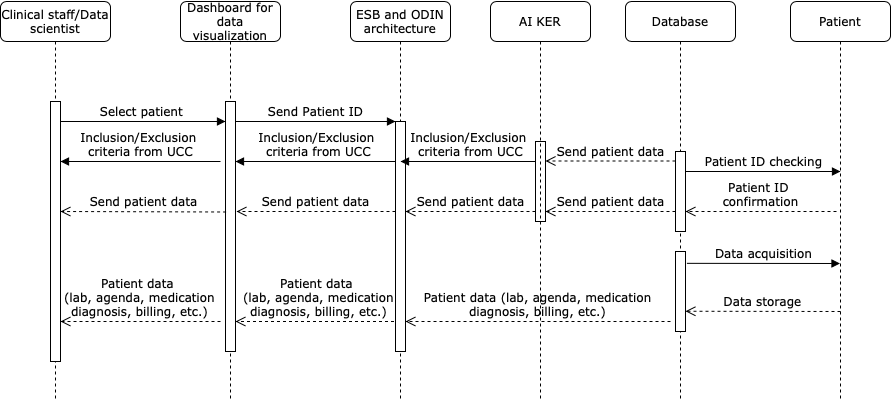 Clinical staff/Data
scientist
Dashboard for
data
visualization
ESB and ODIN
architecture
AI KER
Database
Patient
Select patient
Send Patient ID
Inclusion/Exclusion
criteria from UCC
Inclusion/Exclusion
criteria from UCC
Inclusion/Exclusion
criteria from UCC
Send patient data
Patient ID checking
Send patient data
Send patient data
Send patient data
Send patient data
Patient ID
confirmation
Data acquisition
Patient data
(lab, agenda, medication
diagnosis, billing, etc.)
Patient data
(lab, agenda, medication
diagnosis, billing, etc.)
Patient data (lab, agenda, medication
diagnosis, billing, etc.)
Data storage